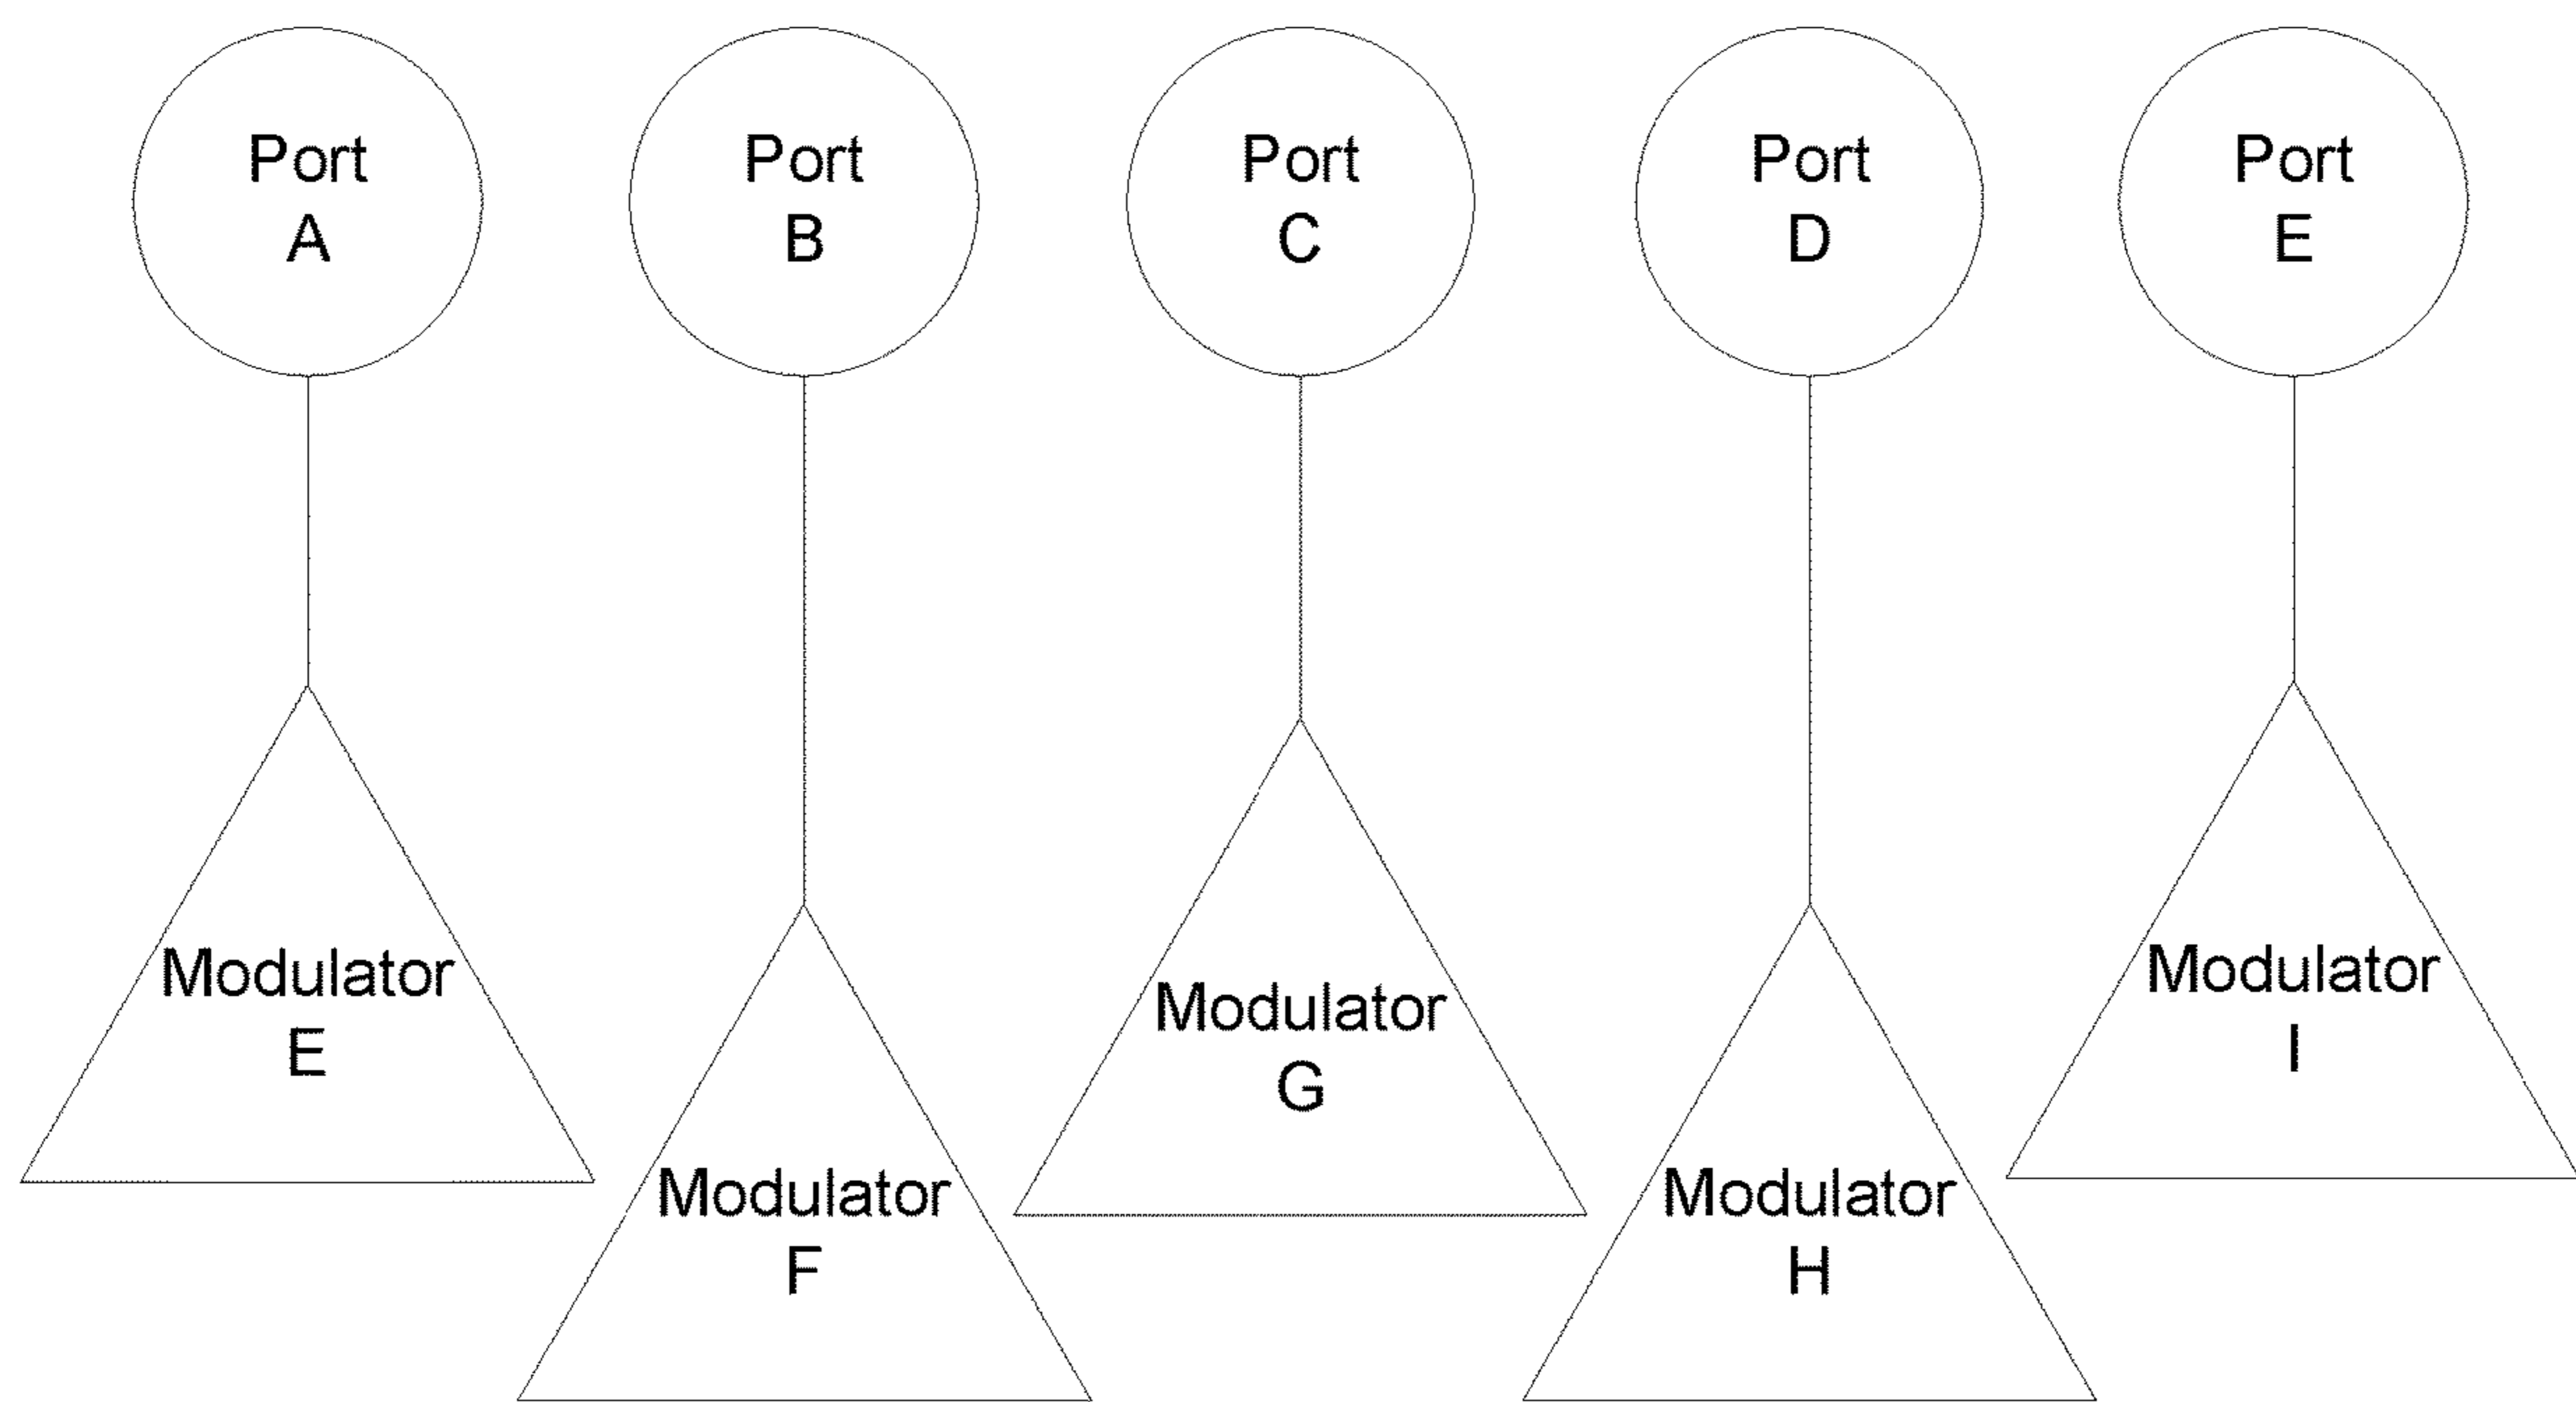 Port
A
Port
B
Port
C
Port
D
Port
E
Modulator
E
Modulator
F
Modulator
G
Modulator
H
Modulator
I